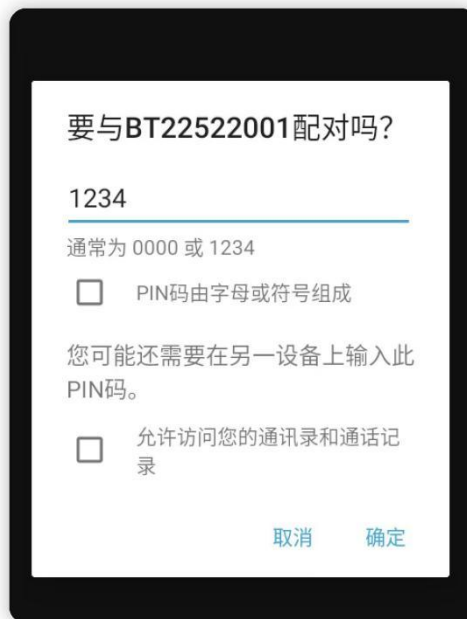 要与BT22522001配对吗？
1234
通常为 0000 或 1234
PIN码由字母或符号组成
您可能还需要在另一设备上输入此
PIN码。
允许访问您的通讯录和通话记
录
取消 确定